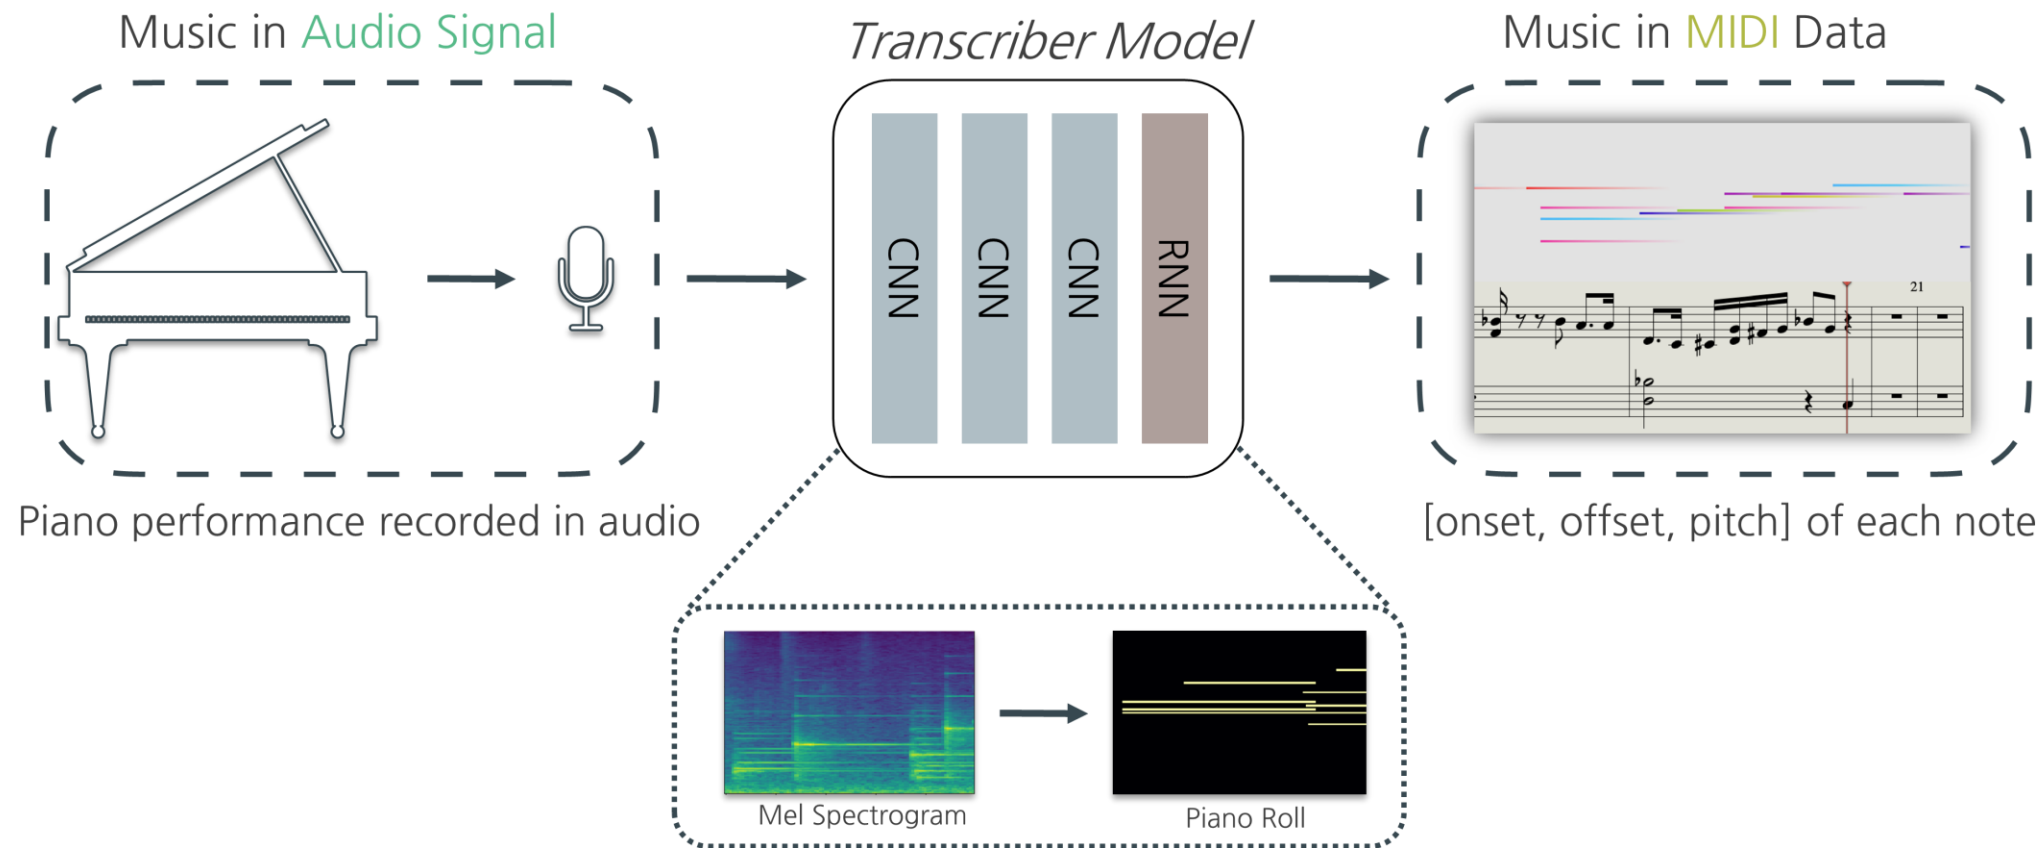 Music in Audio Signal
Transcriber Model
Music in MIDI Data
CNN
CNN
CNN
RNN
21
Piano performance recorded in audio
[onset, offset, pitch] of each note
Mel Spectrogram
Piano Roll